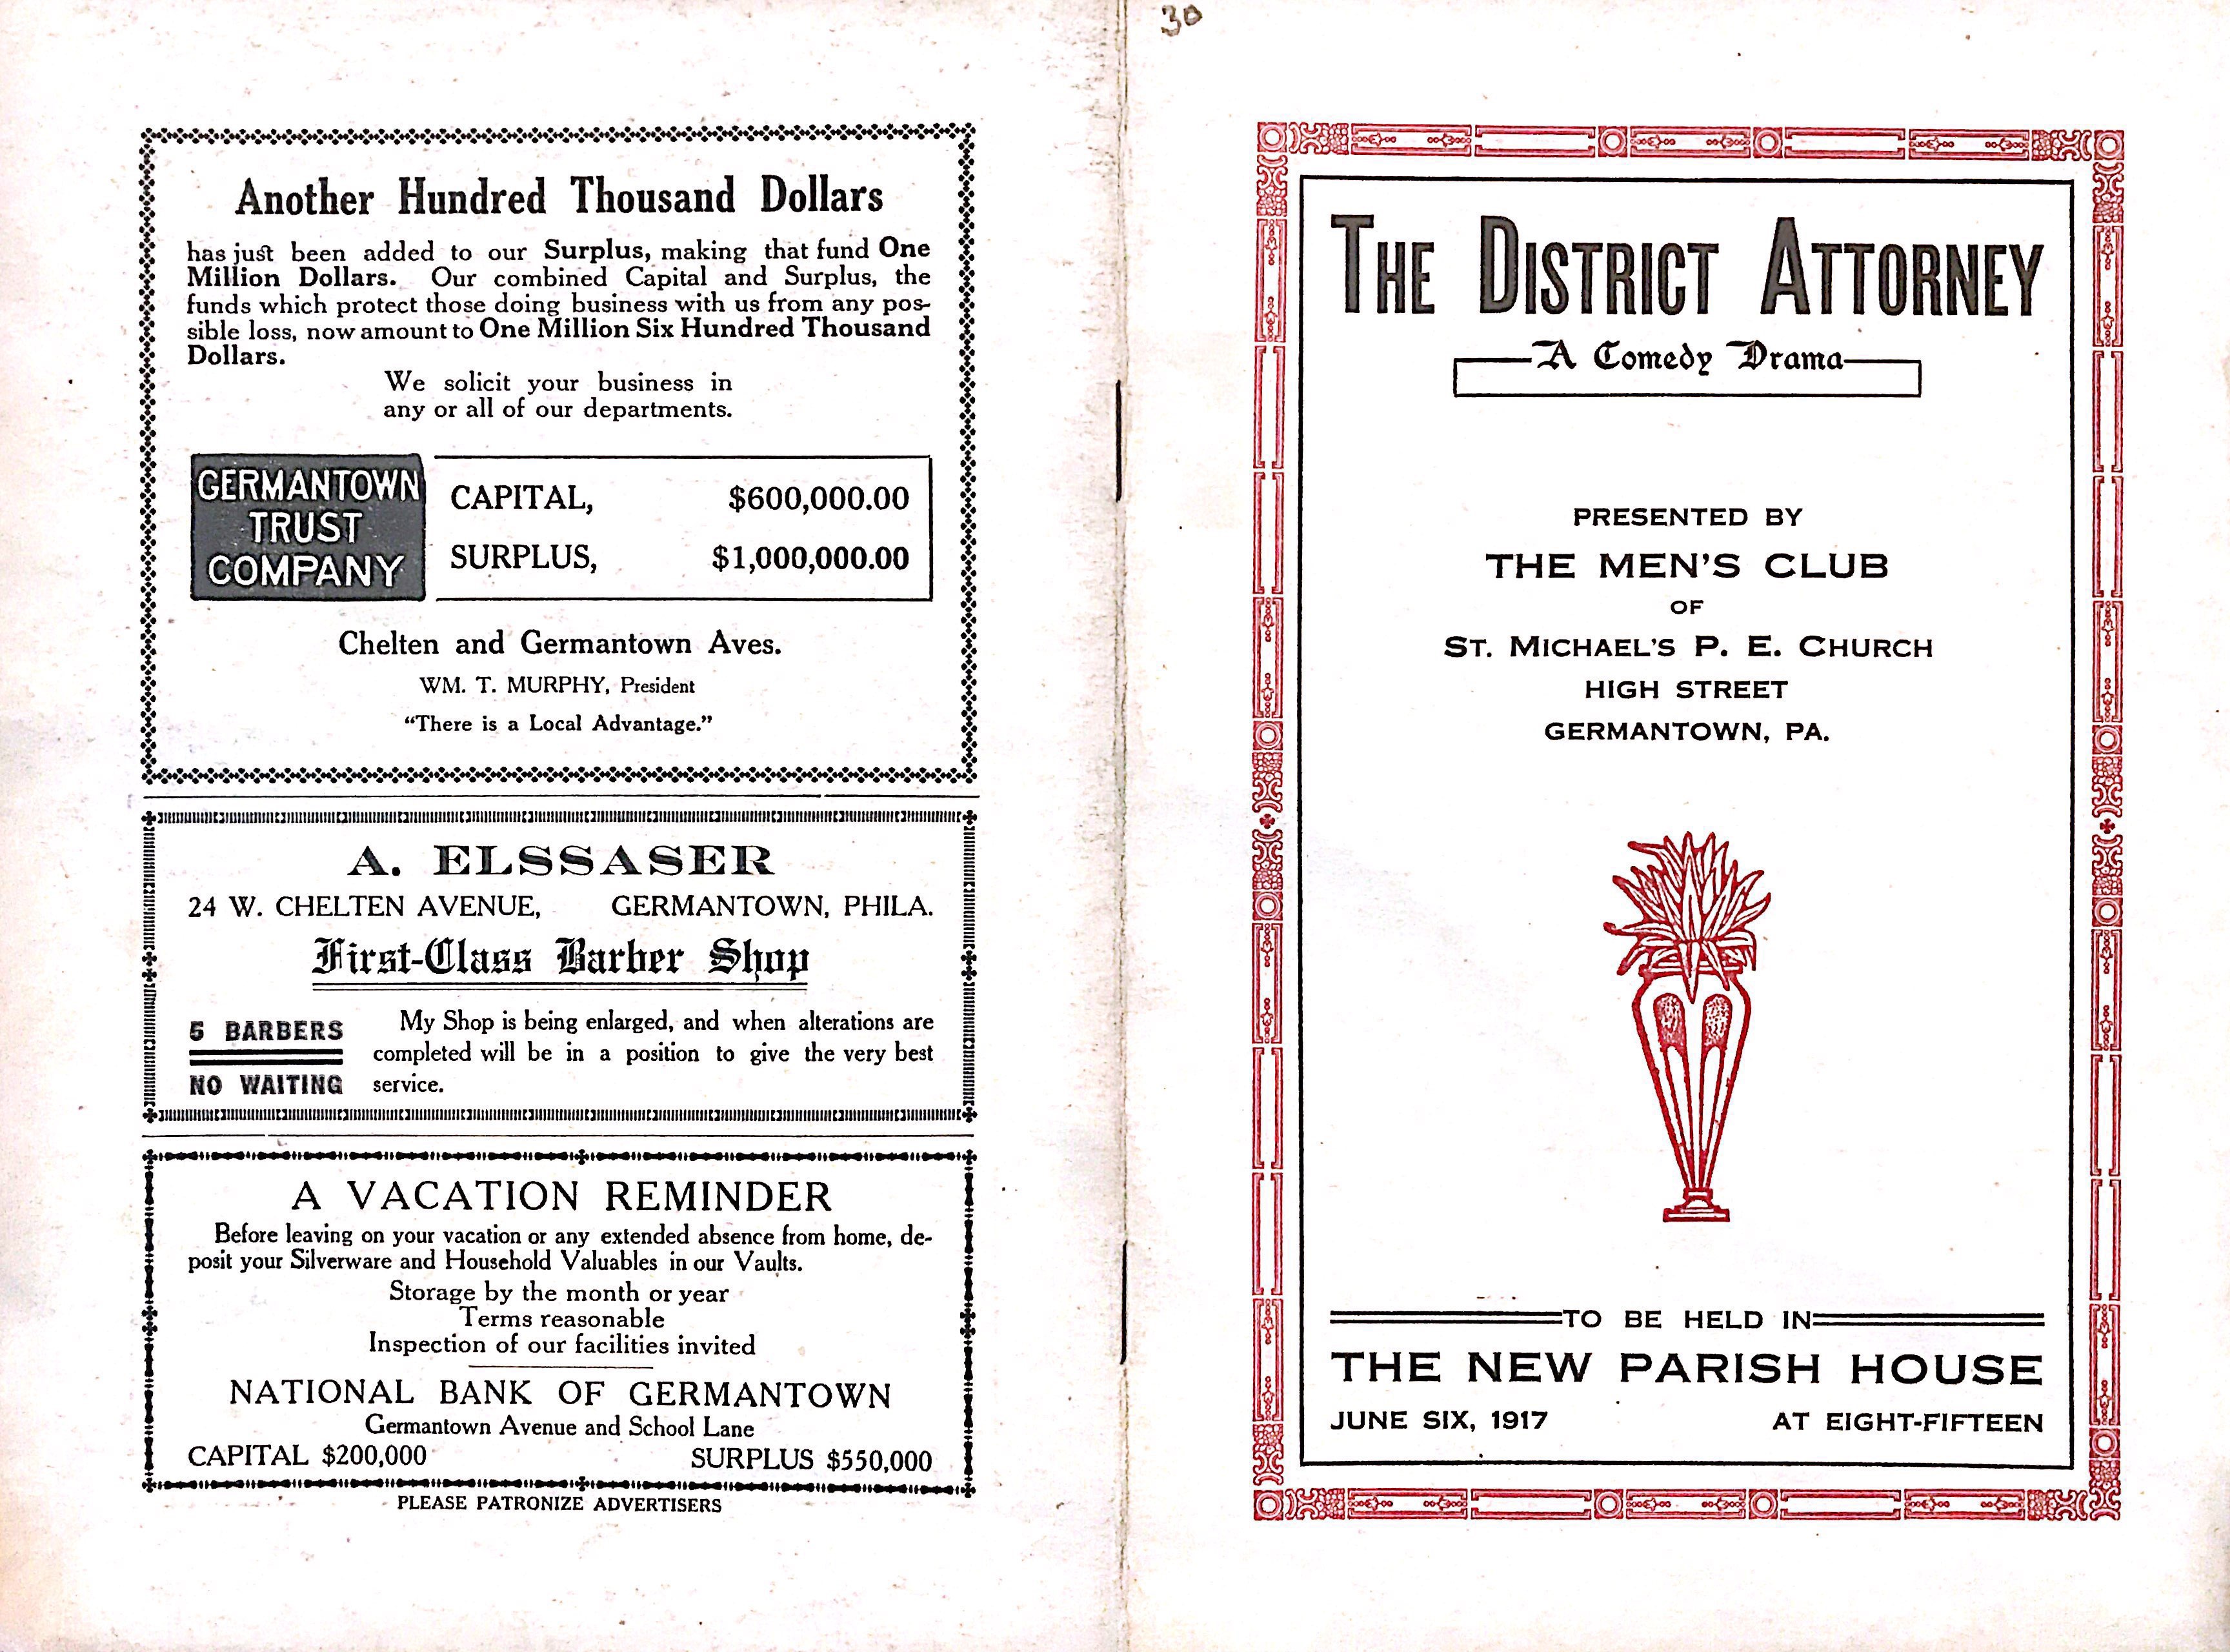 Another Hundred Thousand Dollars
has just been added to our Surplus, making that fund One
Million Dollars. Our combined Capital and Surplus, the
funds which protect those doing business with us from any pos-
sible loss, now amount to One Million Six Hundred Thousand
Dollars.
We solicit your business in
any or all of our departments.
GERMANTOWN
TRUST
COMPANY
CAPITAL, $600,000.00
SURPLUS, $1,000,000.00
Chelten and Germantown Aves.
WM. T. MURPHY, President
“There is a Local Advantage.”
A. ELSSASER
24 W. CHELTEN AVENUE, GERMANTOWN, PHILA.
First-Class Barber Shop
5 BARBERS
NO WAITING
My Shop is being enlarged, and when alterations are
completed will be in a position to give the very best
service.
A VACATION REMINDER
Before leaving on your vacation or any extended absence from home, de-
posit your Silverware and Household Valuables in our Vaults.
Storage by the month or year
Terms reasonable
Inspection of our facilities invited
NATIONAL BANK OF GERMANTOWN
Germantown Avenue and School Lane
CAPITAL $200,000 SURPLUS $550,000
PLEASE PATRONIZE ADVERTISERS
30
THE DISTRICT ATTORNEY
A Comedy Drama
PRESENTED BY
THE MEN'S CLUB
OF
ST. MICHAEL'S P. E. CHURCH
HIGH STREET
GERMANTOWN, PA.
TO BE HELD IN
THE NEW PARISH HOUSE
JUNE SIX, 1917 AT EIGHT-FIFTEEN